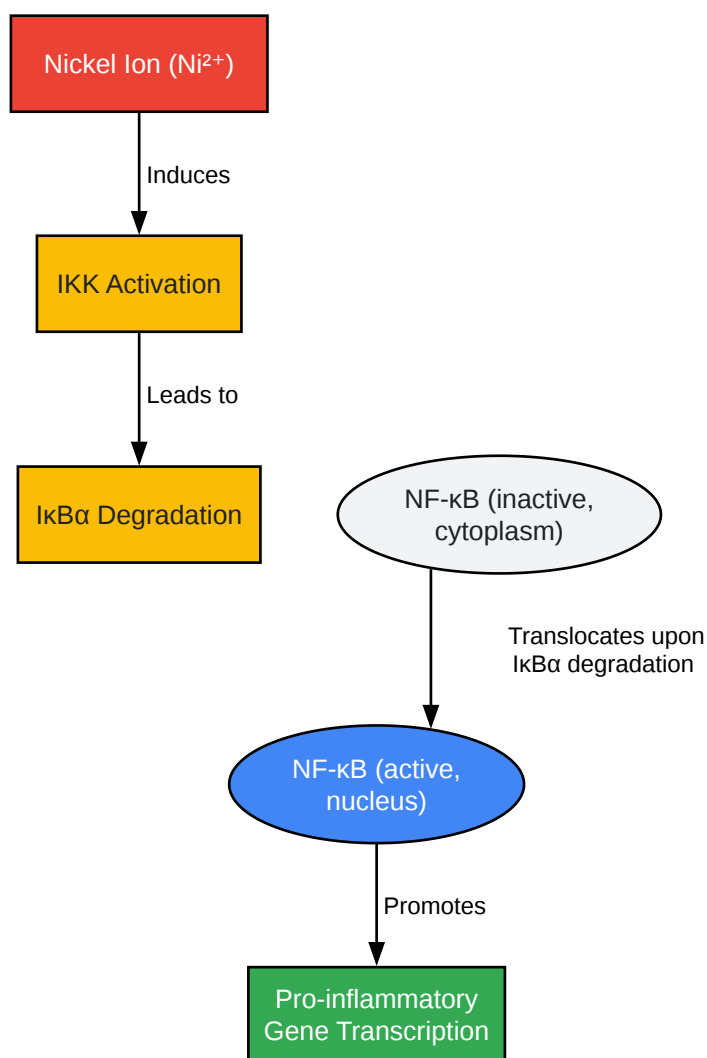 Nickel Ion (Ni²⁺)
Induces
IKK Activation
Leads to
IκBα Degradation
NF-κB (inactive,
cytoplasm)
Translocates upon
IκBα degradation
NF-κB (active,
nucleus)
Promotes
Pro-inflammatory
Gene Transcription